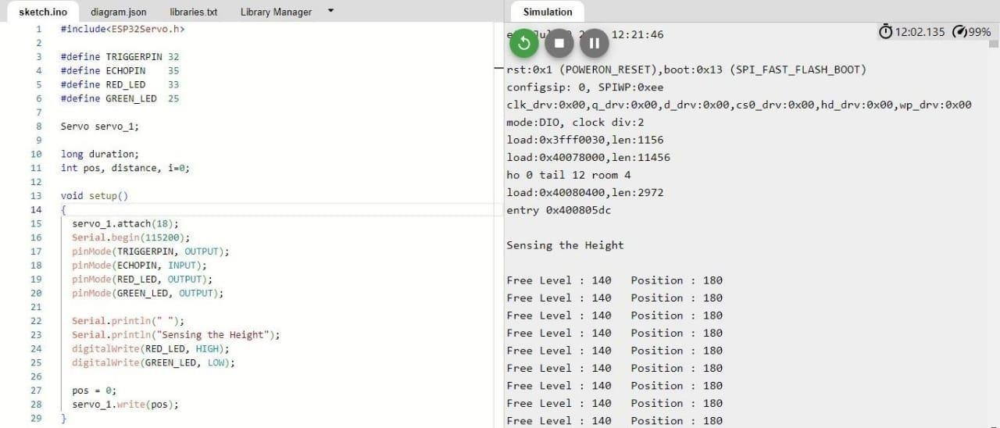 sketch.ino diagram.json libraries.txt Library Manager
1 #include<ESP32Servo.h>
2
3 #define TRIGGERPIN 32
4 #define ECHOPIN 35
5 #define RED_LED 33
6 #define GREEN_LED 25
7
8 Servo servo_1;
9
10 long duration;
11 int pos, distance, i=0;
12
13 void setup()
14 {
15 servo_1.attach(18);
16 Serial.begin(115200);
17 pinMode(TRIGGERPIN, OUTPUT);
18 pinMode(ECHOPIN, INPUT);
19 pinMode(RED_LED, OUTPUT);
20 pinMode(GREEN_LED, OUTPUT);
21
22 Serial.println(" ");
23 Serial.println("Sensing the Height");
24 digitalWrite(RED_LED, HIGH);
25 digitalWrite(GREEN_LED, LOW);
26
27 pos = 0;
28 servo_1.write(pos);
29 }
Simulation
12:02.135 99%
12:21:46
rst:0x1 (POWERON_RESET),boot:0x13 (SPI_FAST_FLASH_BOOT)
configsip: 0, SPIWP:0xee
clk_drv:0x00,q_drv:0x00,d_drv:0x00,cs0_drv:0x00,hd_drv:0x00,wp_drv:0x00
mode:DIO, clock div:2
load:0x3fff0030,len:1156
load:0x40078000,len:11456
ho 0 tail 12 room 4
load:0x40080400,len:2972
entry 0x400805dc
Sensing the Height
Free Level : 140 Position : 180
Free Level : 140 Position : 180
Free Level : 140 Position : 180
Free Level : 140 Position : 180
Free Level : 140 Position : 180
Free Level : 140 Position : 180
Free Level : 140 Position : 180
Free Level : 140 Position : 180
Free Level : 140 Position : 180